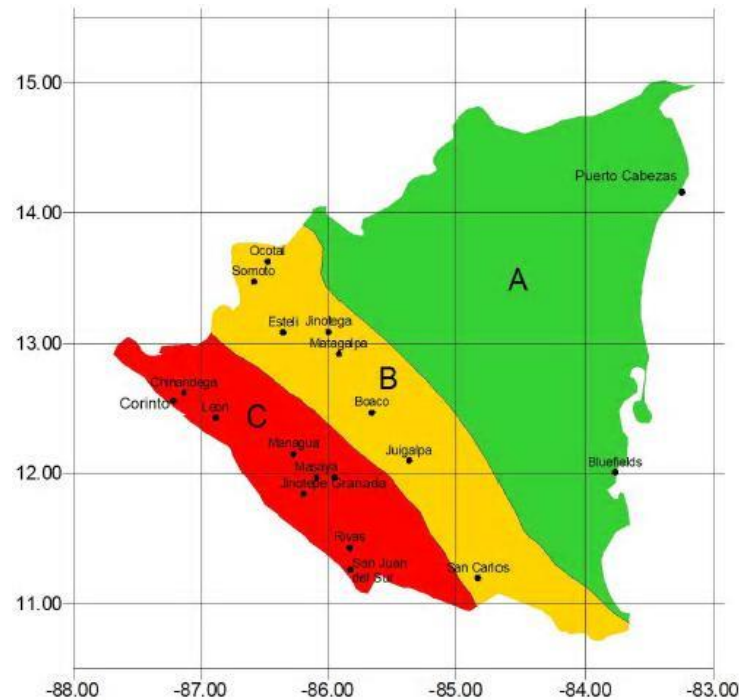 15.00
Puerto Cabezas
14.00
Ocotal
Somoto
A
13.00
Esteli
Jinotega
Matagalpa
B
Chinandega
Corinto
Leon
C
Boaco
Managua
Juigalpa
12.00
Masaya
Bluefields
Jinotepe
Granada
Rivas
San Juan
del Sur
San Carlos
11.00
-88.00
-87.00
-86.00
-85.00
-84.00
-83.00